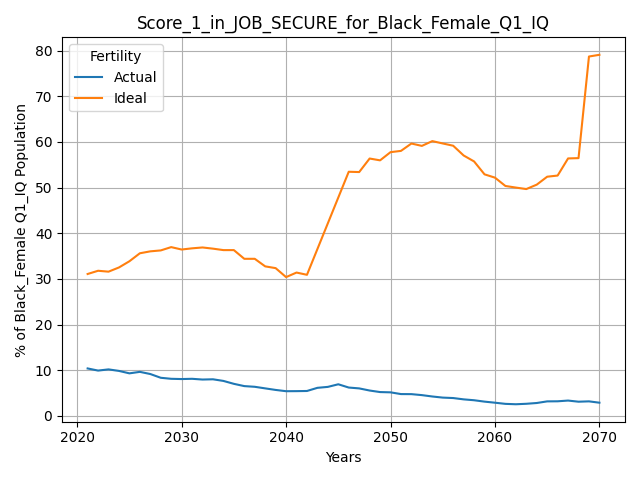 Score_1_in_JOB_SECURE_for_Black_Female_Q1_IQ
Fertility
Actual
Ideal
% of Black_Female Q1_IQ Population
80
70
60
50
40
30
20
10
0
2020 2030 2040 2050 2060 2070
Years